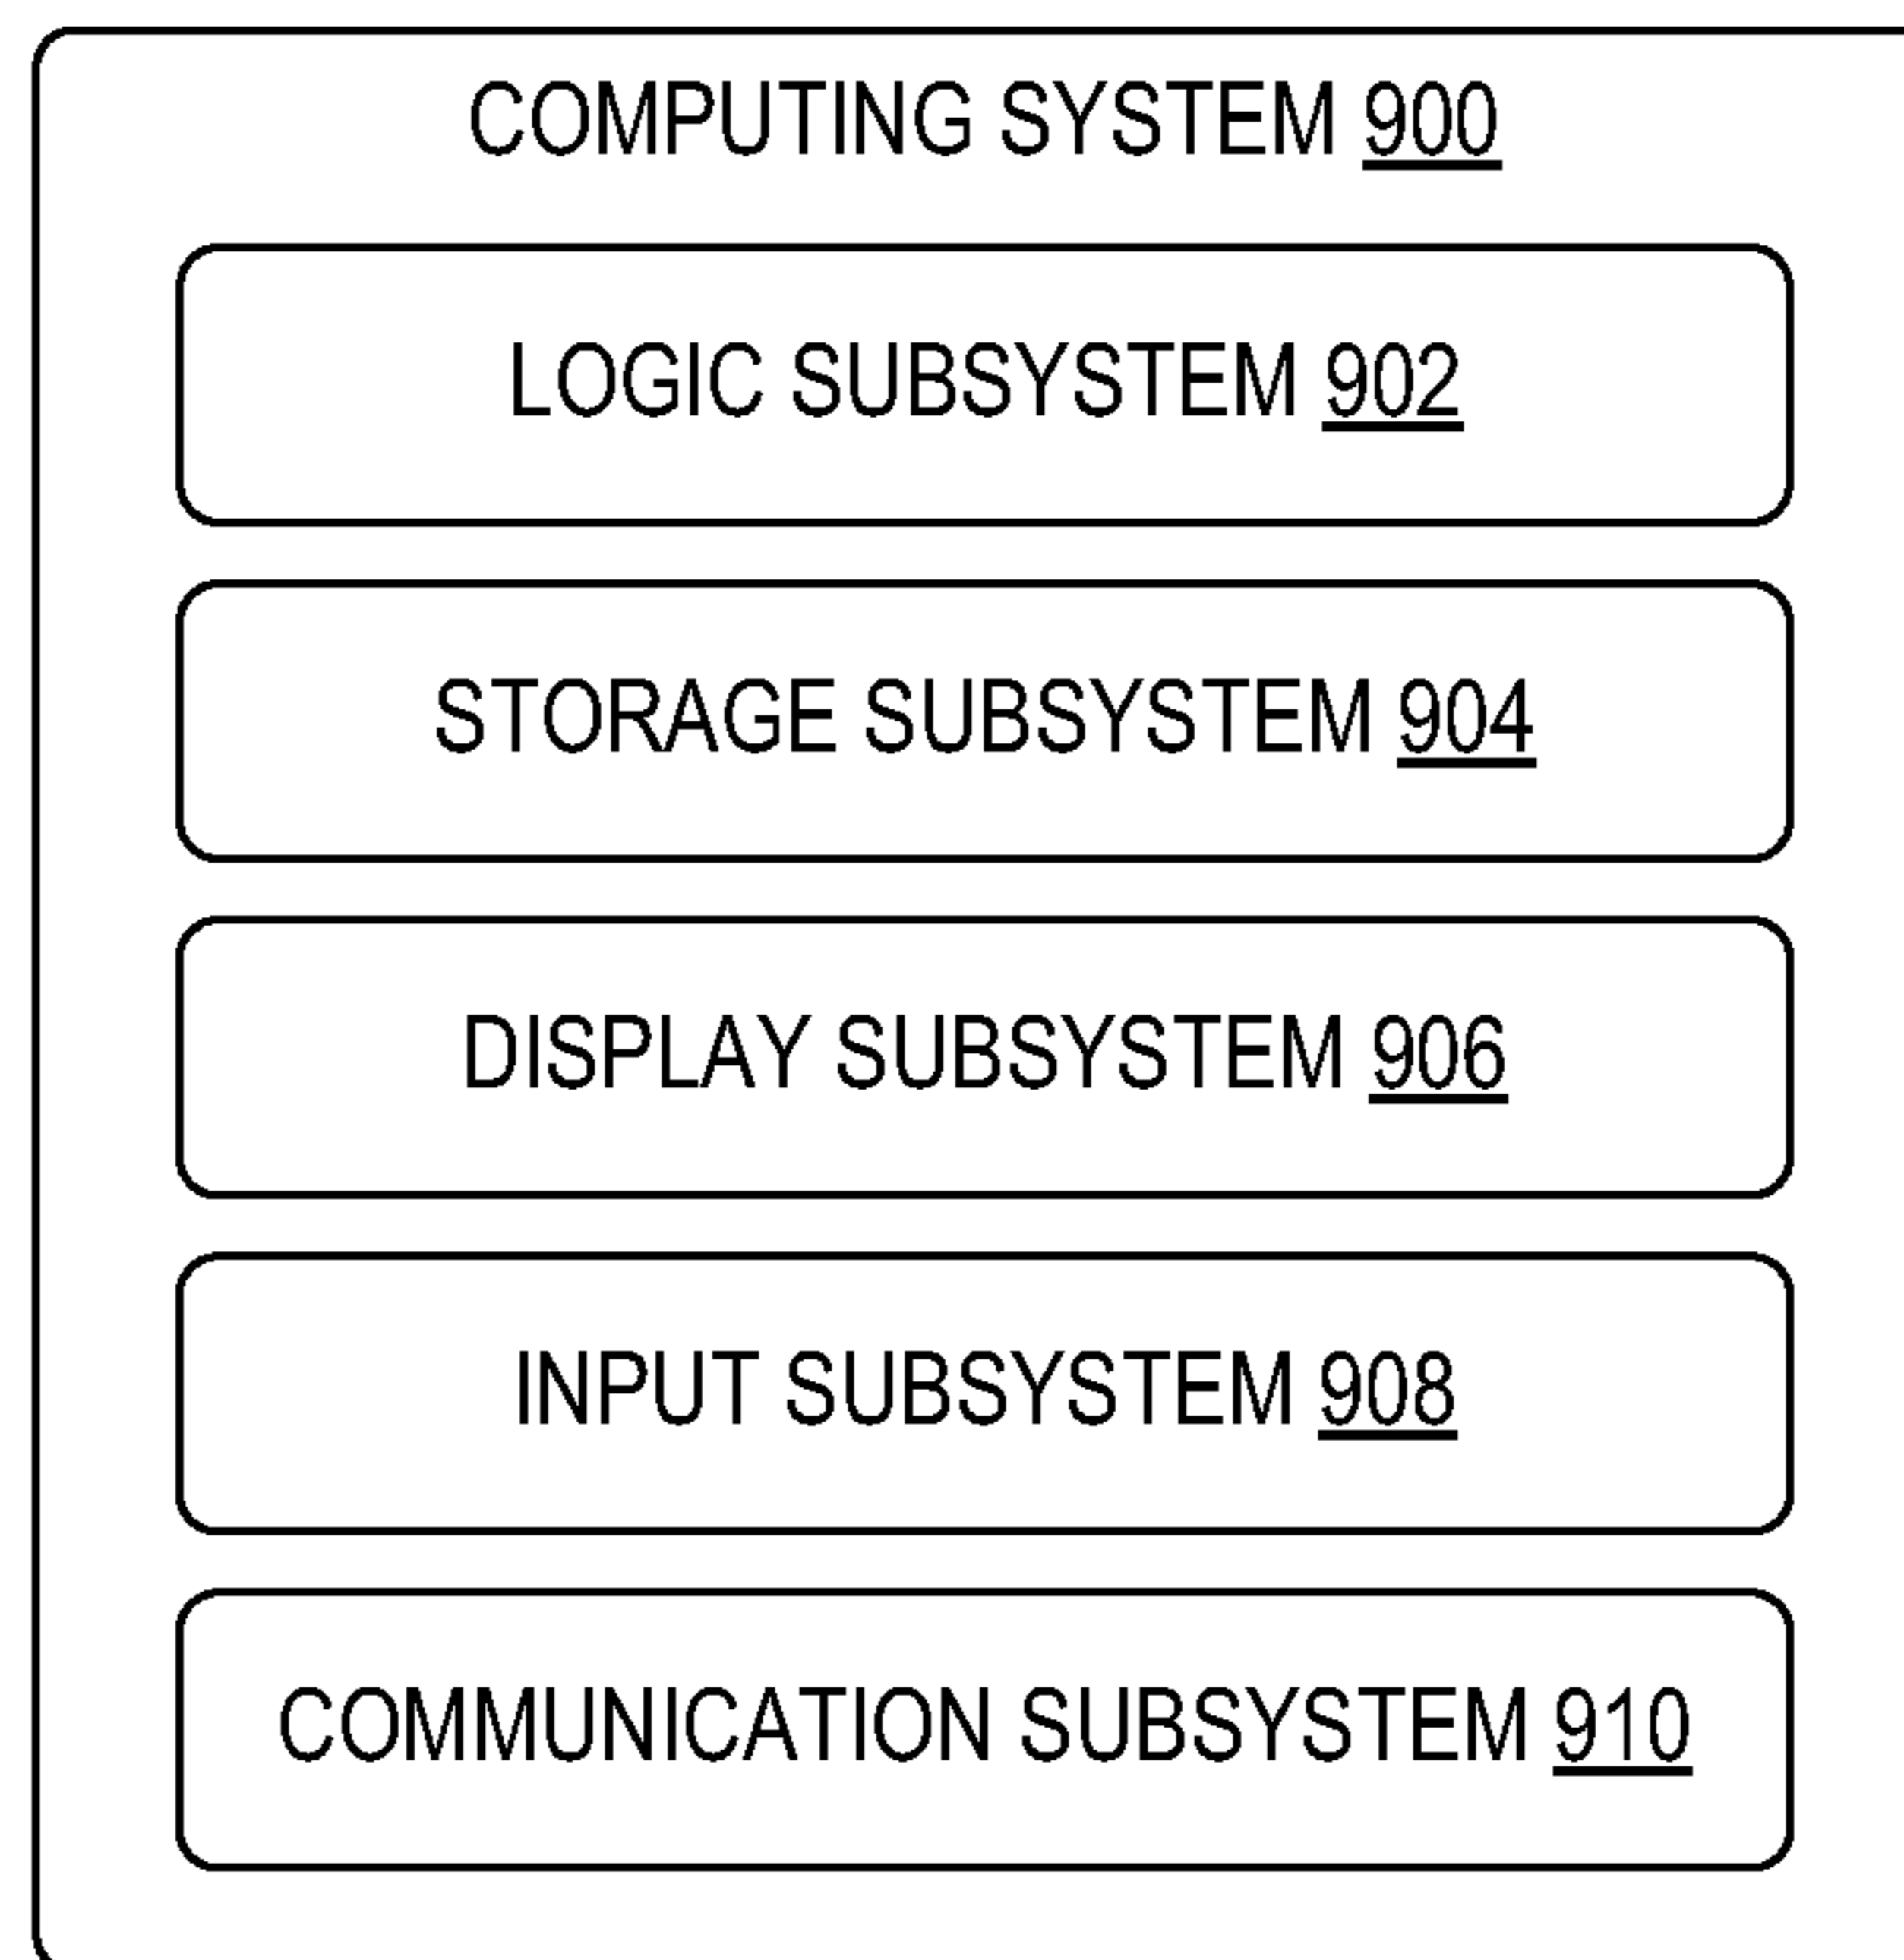 COMPUTING SYSTEM 900
LOGIC SUBSYSTEM 902
STORAGE SUBSYSTEM 904
DISPLAY SUBSYSTEM 906
INPUT SUBSYSTEM 908
COMMUNICATION SUBSYSTEM 910